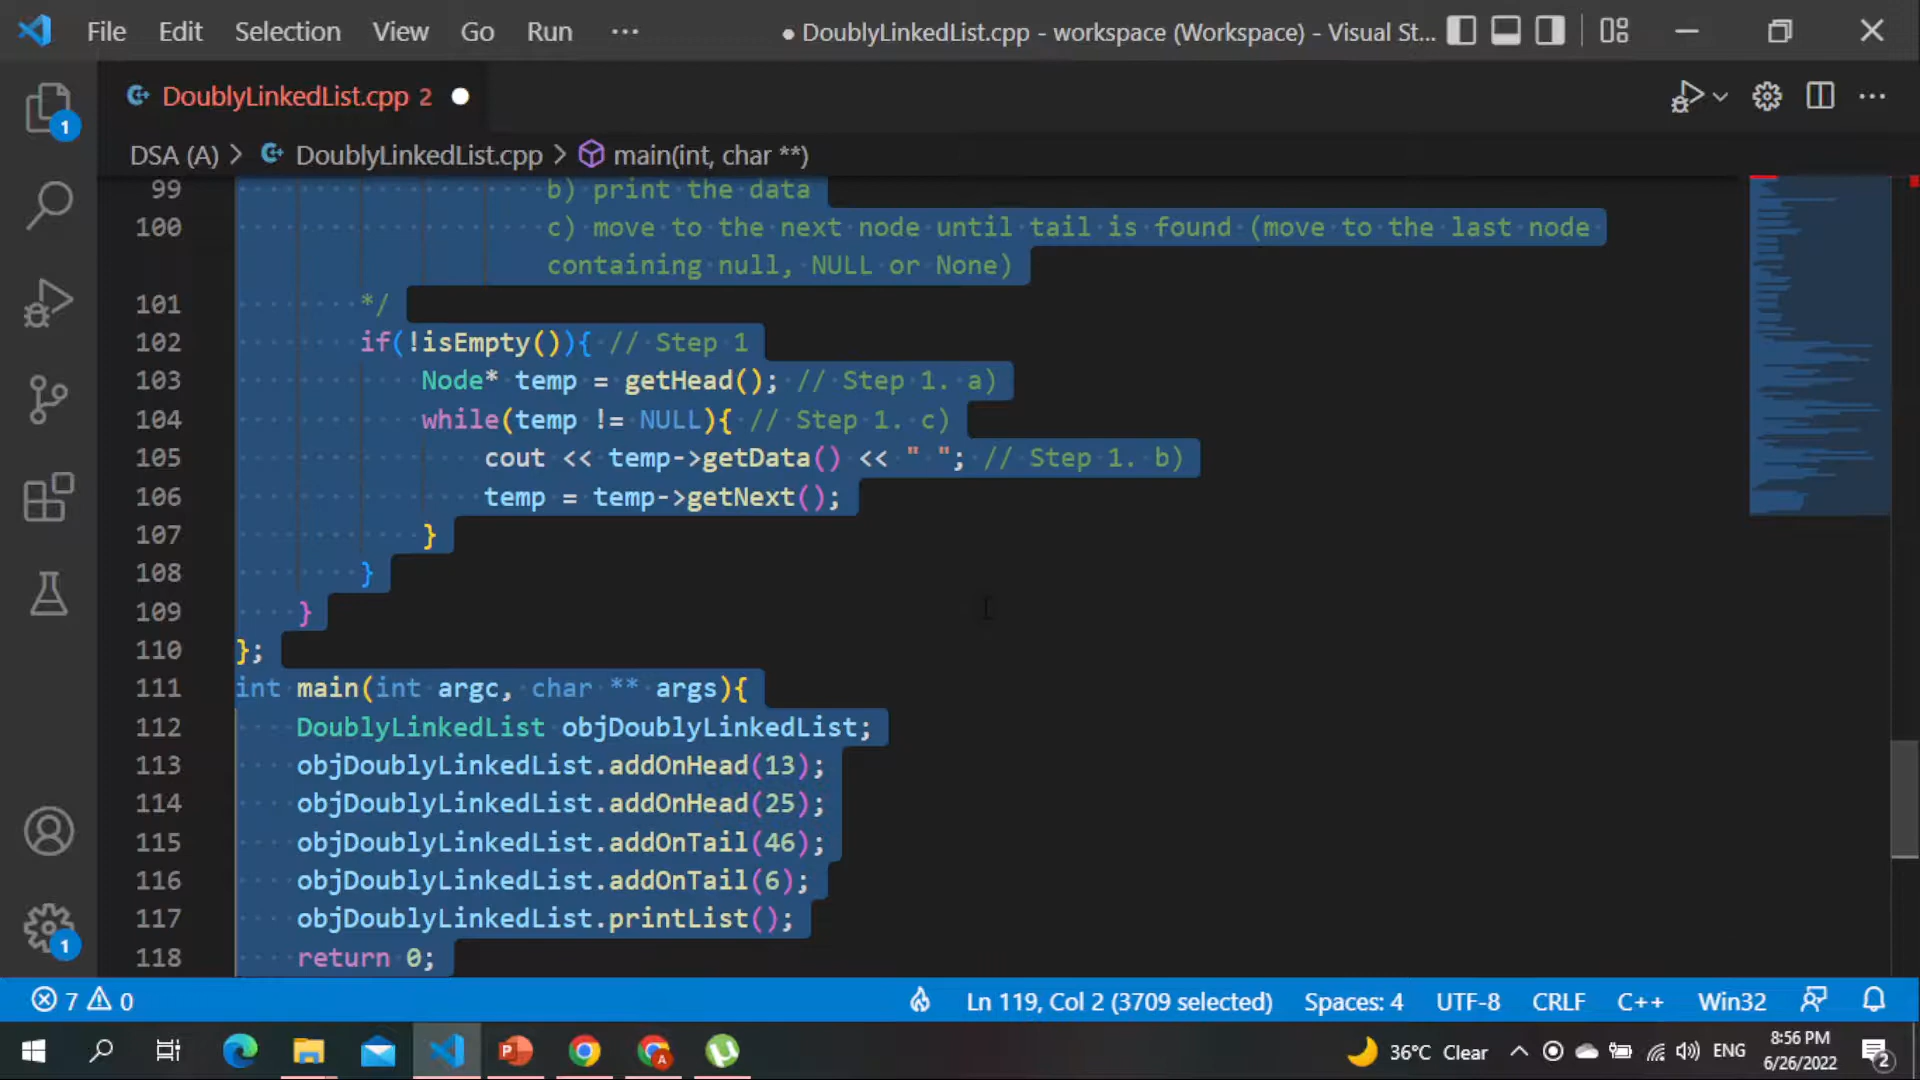 File Edit Selection View Go Run ··· ● DoublyLinkedList.cpp - workspace (Workspace) - Visual St...
DoublyLinkedList.cpp 2
DSA (A) > DoublyLinkedList.cpp > main(int, char **)
99 b) print the data
100 c) move to the next node until tail is found (move to the last node
containing null, NULL or None)
101 */
102 if(!isEmpty()){ // Step 1
103 Node* temp = getHead(); // Step 1. a)
104 while(temp != NULL){ // Step 1. c)
105 cout << temp->getData() << " "; // Step 1. b)
106 temp = temp->getNext();
107 }
108 }
109 }
110 };
111 int main(int argc, char ** args){
112 DoublyLinkedList objDoublyLinkedList;
113 objDoublyLinkedList.addOnHead(13);
114 objDoublyLinkedList.addOnHead(25);
115 objDoublyLinkedList.addOnTail(46);
116 objDoublyLinkedList.addOnTail(6);
117 objDoublyLinkedList.printList();
118 return 0;
1
1
7 0 Ln 119, Col 2 (3709 selected) Spaces: 4 UTF-8 CRLF C++ Win32
36°C Clear ENG 8:56 PM
6/26/2022 2